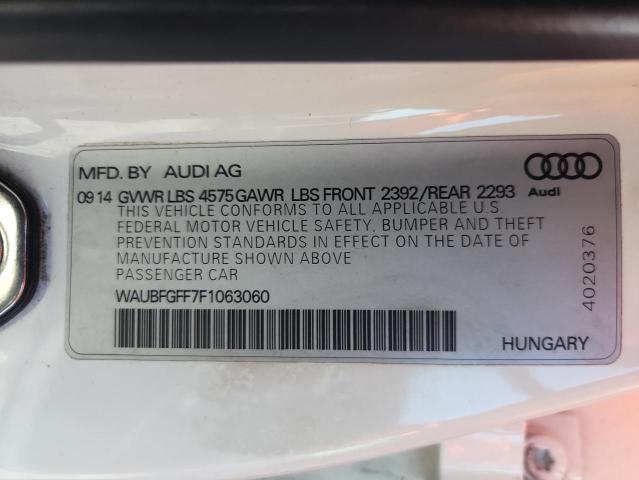 MFD. BY AUDI AG
09 14 GVWR LBS 4575 GAWR LBS FRONT 2392/REAR 2293
Audi
THIS VEHICLE CONFORMS TO ALL APPLICABLE U.S.
FEDERAL MOTOR VEHICLE SAFETY, BUMPER AND THEFT
PREVENTION STANDARDS IN EFFECT ON THE DATE OF
MANUFACTURE SHOWN ABOVE
PASSENGER CAR
WAUBFGFF7F1063060
HUNGARY
4020376